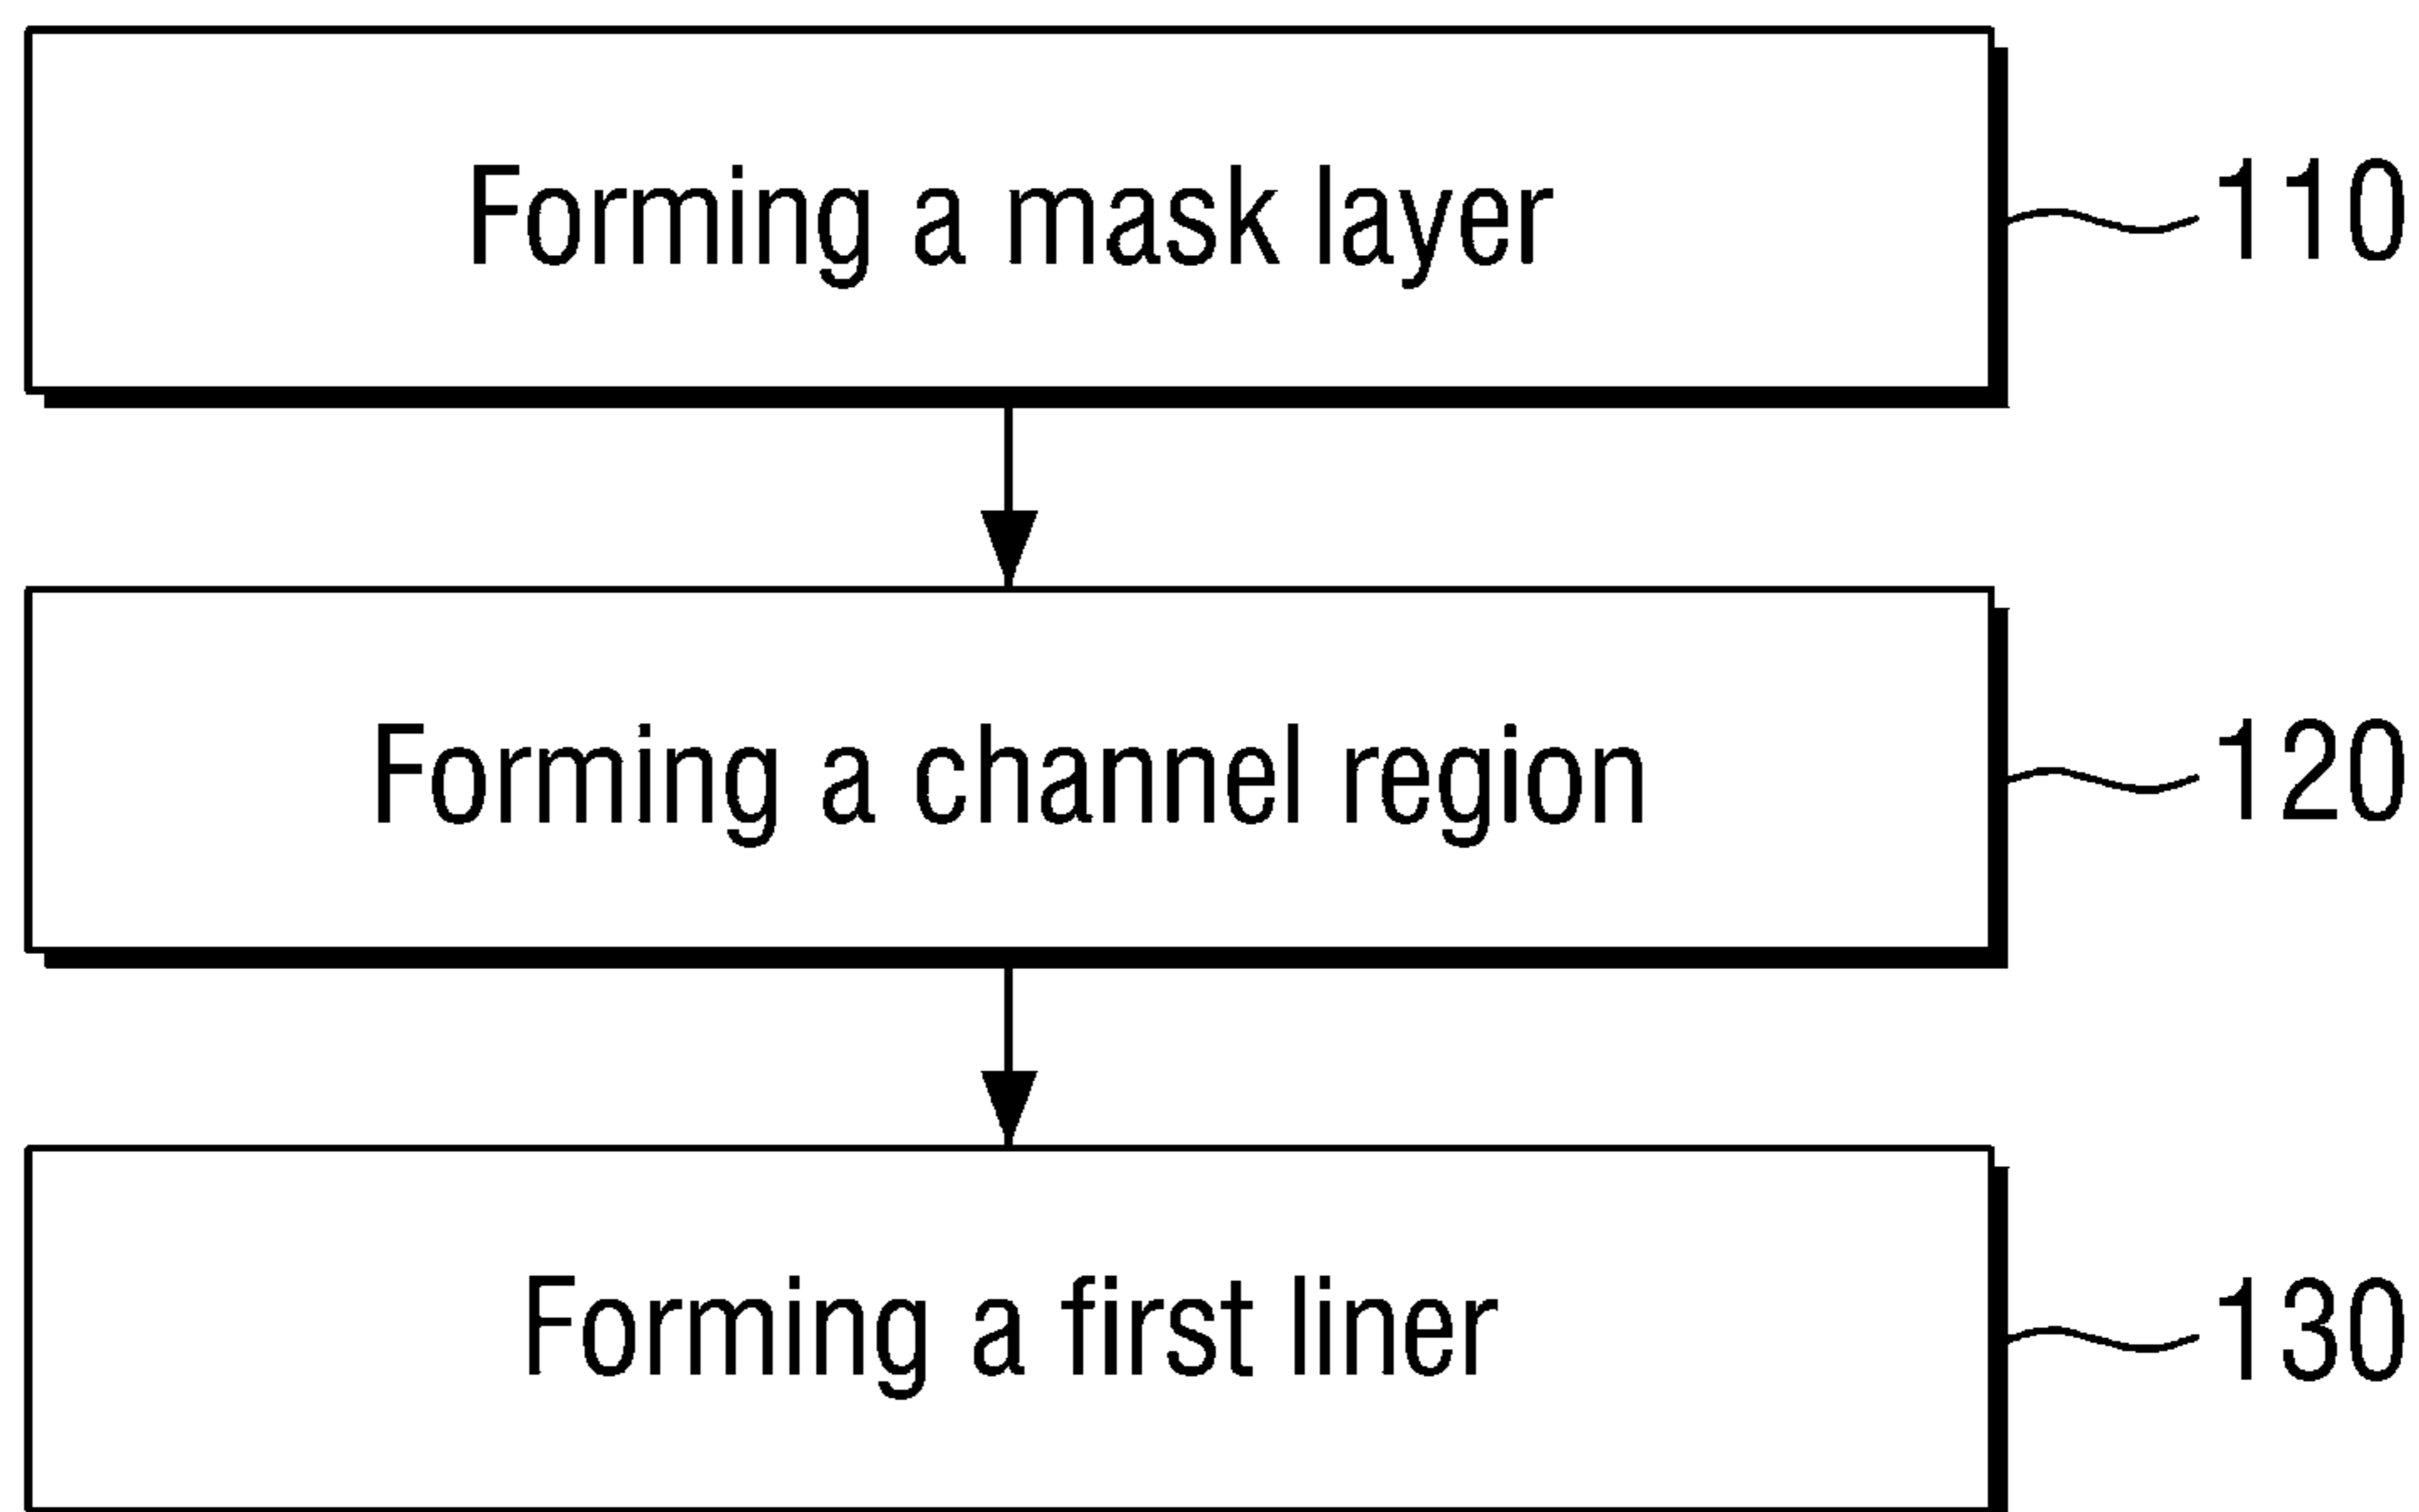 Forming a mask layer 110
Forming a channel region 120
Forming a first liner 130